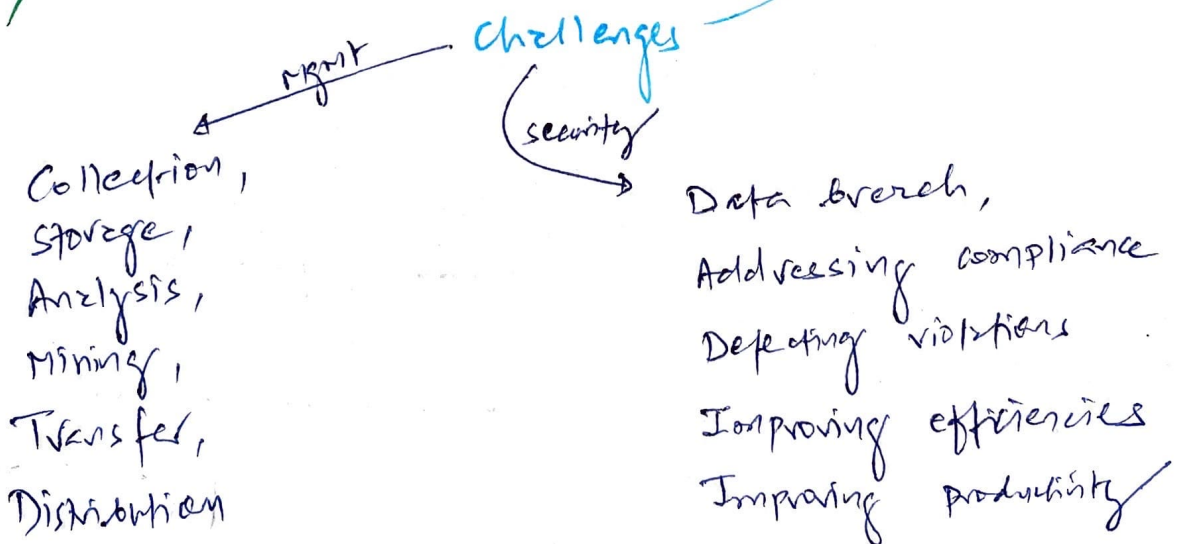 Challenges
mgmt
security
Collection,
Storage,
Analysis,
Mining,
Transfer,
Distribution
Data breach,
Addressing compliance
Detecting violations
Improving efficiencies
Improving productivity